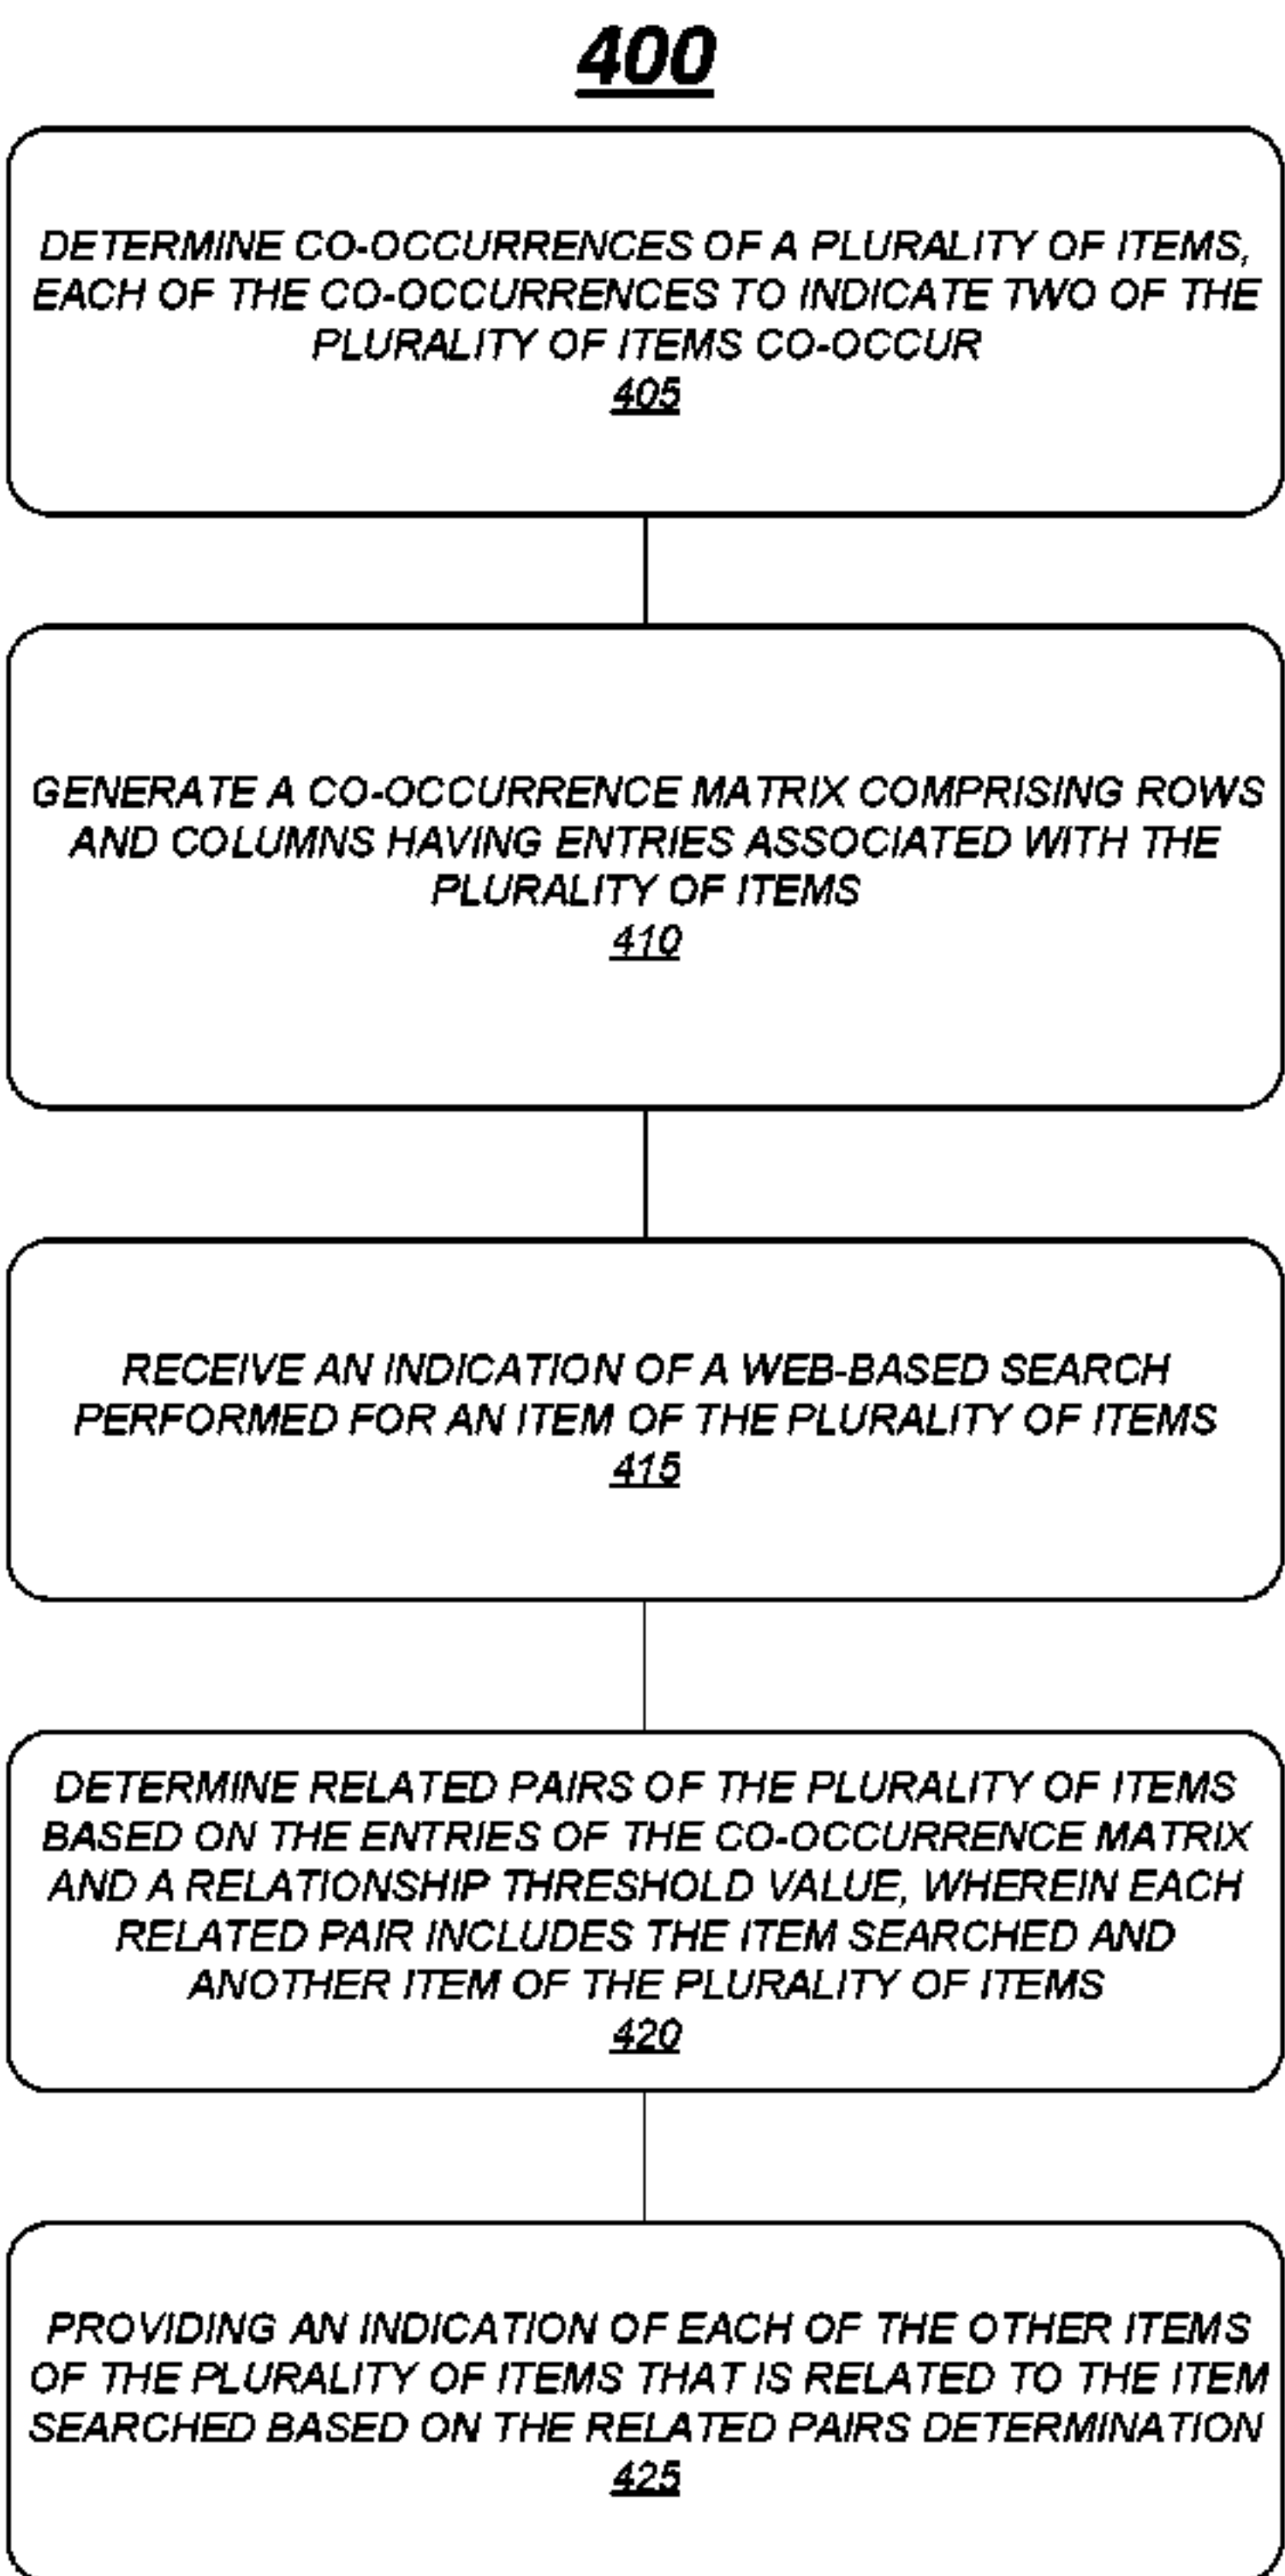 400
DETERMINE CO-OCCURRENCES OF A PLURALITY OF ITEMS,
EACH OF THE CO-OCCURRENCES TO INDICATE TWO OF THE
PLURALITY OF ITEMS CO-OCCUR
405
GENERATE A CO-OCCURRENCE MATRIX COMPRISING ROWS
AND COLUMNS HAVING ENTRIES ASSOCIATED WITH THE
PLURALITY OF ITEMS
410
RECEIVE AN INDICATION OF A WEB-BASED SEARCH
PERFORMED FOR AN ITEM OF THE PLURALITY OF ITEMS
415
DETERMINE RELATED PAIRS OF THE PLURALITY OF ITEMS
BASED ON THE ENTRIES OF THE CO-OCCURRENCE MATRIX
AND A RELATIONSHIP THRESHOLD VALUE, WHEREIN EACH
RELATED PAIR INCLUDES THE ITEM SEARCHED AND
ANOTHER ITEM OF THE PLURALITY OF ITEMS
420
PROVIDING AN INDICATION OF EACH OF THE OTHER ITEMS
OF THE PLURALITY OF ITEMS THAT IS RELATED TO THE ITEM
SEARCHED BASED ON THE RELATED PAIRS DETERMINATION
425